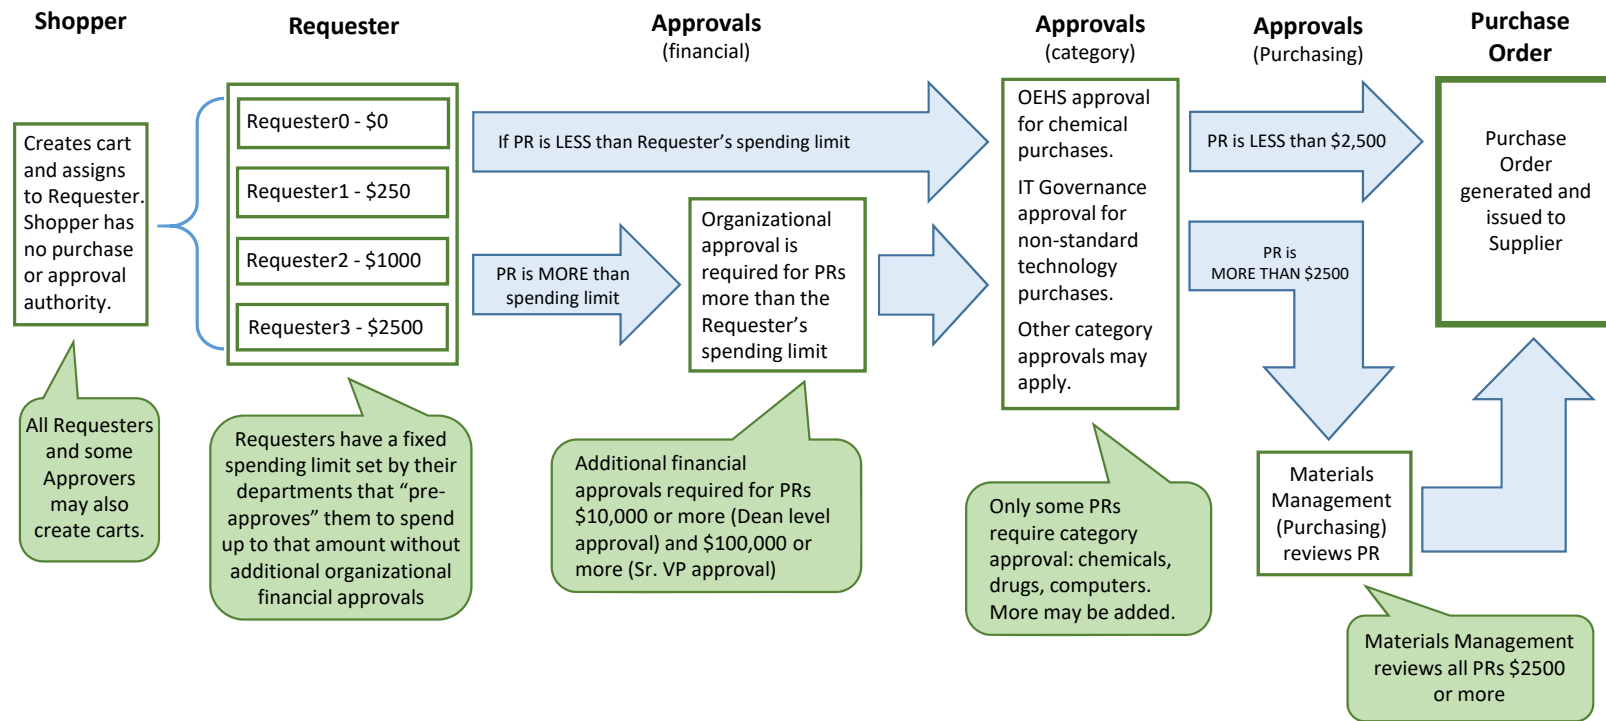 Shopper
Requester
Approvals
(financial)
Approvals
(category)
Approvals
(Purchasing)
Purchase
Order
Creates cart
and assigns
to Requester.
Shopper has
no purchase
or approval
authority.
All Requesters
and some
Approvers
may also
create carts.
Requester0 - $0
Requester1 - $250
Requester2 - $1000
Requester3 - $2500
Requesters have a fixed
spending limit set by their
departments that “pre-
approves” them to spend
up to that amount without
additional organizational
financial approvals
If PR is LESS than Requester’s spending limit
PR is MORE than
spending limit
Organizational
approval is
required for PRs
more than the
Requester’s
spending limit
Additional financial
approvals required for PRs
$10,000 or more (Dean level
approval) and $100,000 or
more (Sr. VP approval)
OEHS approval
for chemical
purchases.
IT Governance
approval for
non-standard
technology
purchases.
Other category
approvals may
apply.
Only some PRs
require category
approval: chemicals,
drugs, computers.
More may be added.
PR is LESS than $2,500
PR is
MORE THAN $2500
Materials
Management
(Purchasing)
reviews PR
Materials Management
reviews all PRs $2500
or more
Purchase
Order
generated and
issued to
Supplier